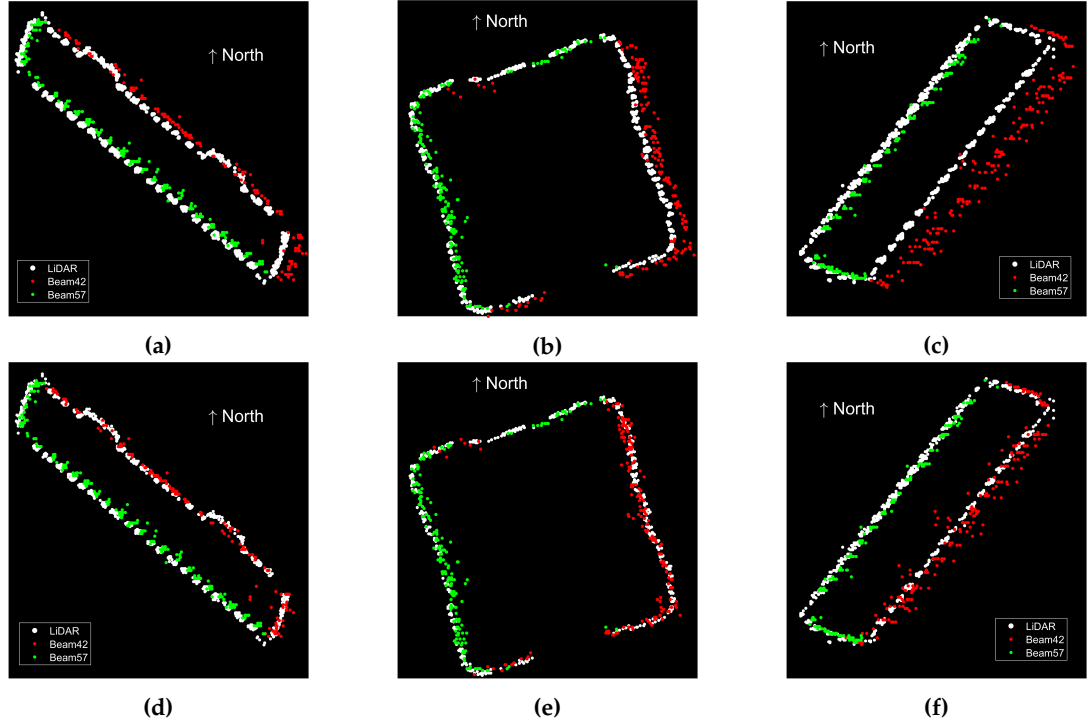 ↑ North
LiDAR
Beam42
Beam57
(a)
↑ North
(b)
↑ North
LiDAR
Beam42
Beam57
(c)
↑ North
LiDAR
Beam42
Beam57
(d)
↑ North
(e)
↑ North
LiDAR
Beam42
Beam57
(f)